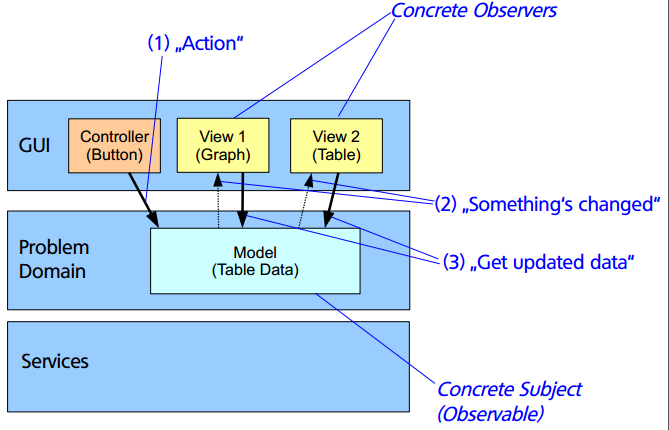 Concrete Observers
(1) „Action“
GUI
Controller
(Button)
View 1
(Graph)
View 2
(Table)
(2) „Something‘s changed“
Problem
Domain
Model
(Table Data)
(3) „Get updated data“
Services
Concrete Subject
(Observable)